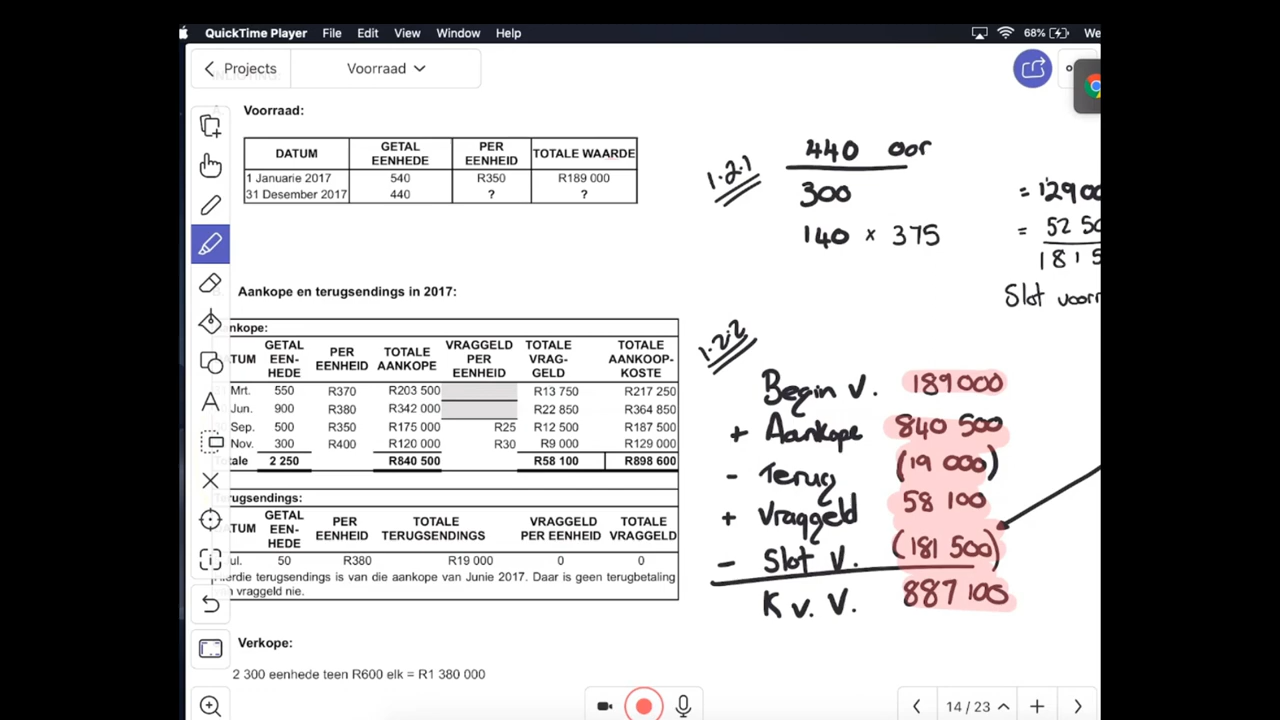 QuickTime Player File Edit View Window Help 68% We
Projects
Voorraad
Voorraad:
DATUM GETAL EENHEDE PER EENHEID TOTALE WAARDE
1 Januarie 2017 540 R350 R189 000
31 Desember 2017 440 ? ?
Aankope en terugsendings in 2017:
nkope:
TUM GETAL EEN-HEDE PER EENHEID TOTALE AANKOPE VRAGGELD PER EENHEID TOTALE VRAG-GELD TOTALE AANKOOP-KOSTE
Mrt. 550 R370 R203 500 R13 750 R217 250
Jun. 900 R380 R342 000 R22 850 R364 850
Sep. 500 R350 R175 000 R25 R12 500 R187 500
Nov. 300 R400 R120 000 R30 R9 000 R129 000
tale 2 250 R840 500 R58 100 R898 600
rugsendings:
TUM GETAL EEN-HEDE PER EENHEID TOTALE TERUGSENDINGS VRAGGELD PER EENHEID TOTALE VRAGGELD
ul. 50 R380 R19 000 0 0
ierdie terugsendings is van die aankope van Junie 2017. Daar is geen terugbetaling
n vraggeld nie.
Verkope:
2 300 eenhede teen R600 elk = R1 380 000
1.2.1
440 oor
300 = 12900
140 × 375 = 52 50
181 5
Slot voorr
1.2.2
Begin v. 189 000
+ Aankope 840 500
- Terug (19 000)
+ Vraggeld 58 100
- Slot V. (181 500)
K v. V. 887 100
14 / 23